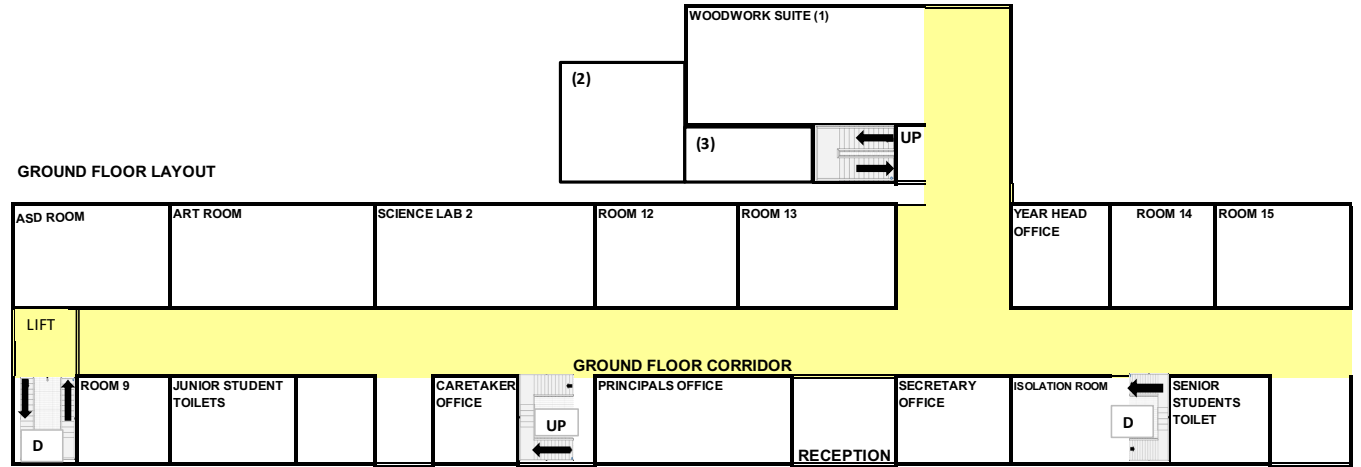 WOODWORK SUITE (1)
(2)
(3)
UP
GROUND FLOOR LAYOUT
ASD ROOM
ART ROOM
SCIENCE LAB 2
ROOM 12
ROOM 13
YEAR HEAD
OFFICE
ROOM 14
ROOM 15
LIFT
GROUND FLOOR CORRIDOR
ROOM 9
JUNIOR STUDENT
TOILETS
CARETAKER
OFFICE
PRINCIPALS OFFICE
SECRETARY
OFFICE
ISOLATION ROOM
SENIOR
STUDENTS
TOILET
D
UP
D
RECEPTION